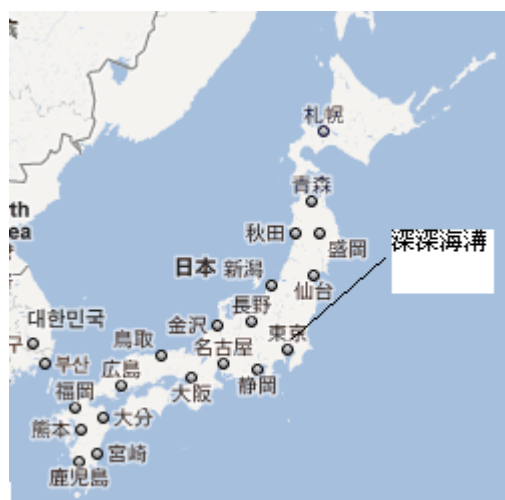 札幌
青森
秋田
盛岡
深深海溝
日本
新潟
仙台
대한민국
金沢
長野
鳥取
名古屋
東京
구
부산
広島
福岡
大阪
静岡
大分
熊本
宮崎
鹿児島
rth
ea